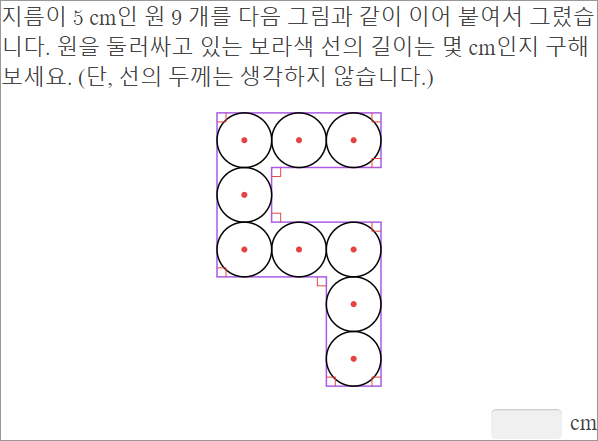 지름이 5 cm인 원 9 개를 다음 그림과 같이 이어 붙여서 그렸습
니다. 원을 둘러싸고 있는 보라색 선의 길이는 몇 cm인지 구해
보세요. (단, 선의 두께는 생각하지 않습니다.)
cm